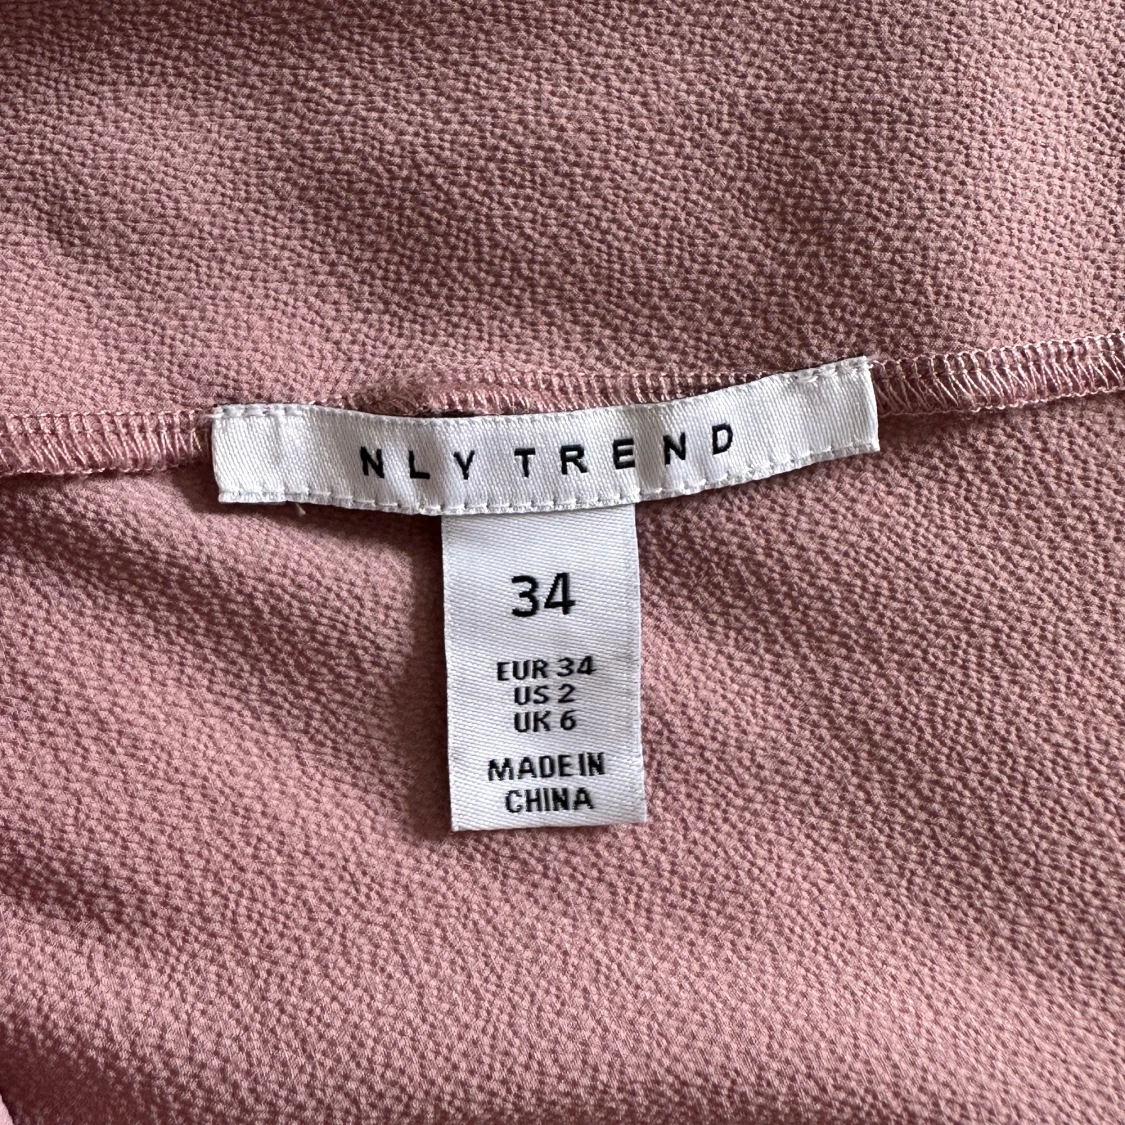 NLY TREND
34
EUR 34
US 2
UK 6
MADE IN
CHINA